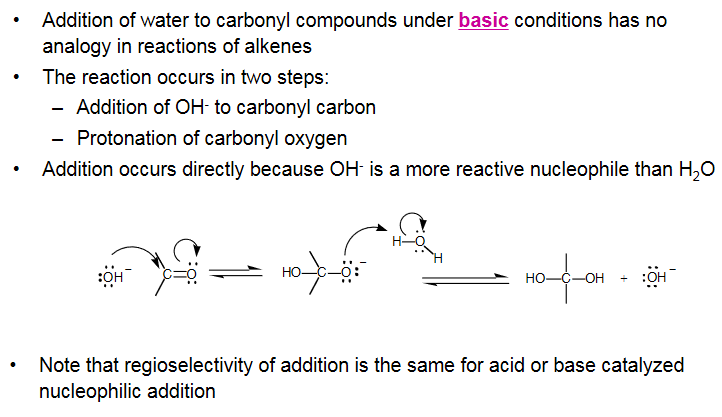 • Addition of water to carbonyl compounds under basic conditions has no
analogy in reactions of alkenes
• The reaction occurs in two steps:
– Addition of OH- to carbonyl carbon
– Protonation of carbonyl oxygen
• Addition occurs directly because OH- is a more reactive nucleophile than H2O
H–O
H
:ÖH− C=O HO–C–O:− HO–C–OH + :ÖH−
• Note that regioselectivity of addition is the same for acid or base catalyzed
nucleophilic addition